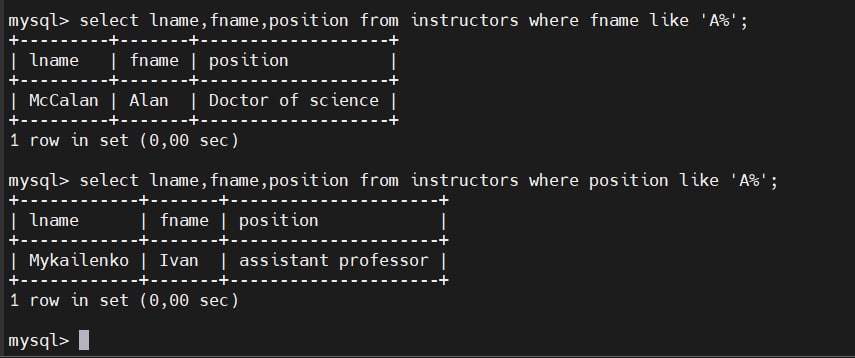 mysql> select lname,fname,position from instructors where fname like 'A%';
+---------+-------+-------------------+
| lname   | fname | position          |
+---------+-------+-------------------+
| McCalan | Alan  | Doctor of science |
+---------+-------+-------------------+
1 row in set (0,00 sec)

mysql> select lname,fname,position from instructors where position like 'A%';
+------------+-------+---------------------+
| lname      | fname | position            |
+------------+-------+---------------------+
| Mykailenko | Ivan  | assistant professor |
+------------+-------+---------------------+
1 row in set (0,00 sec)

mysql>